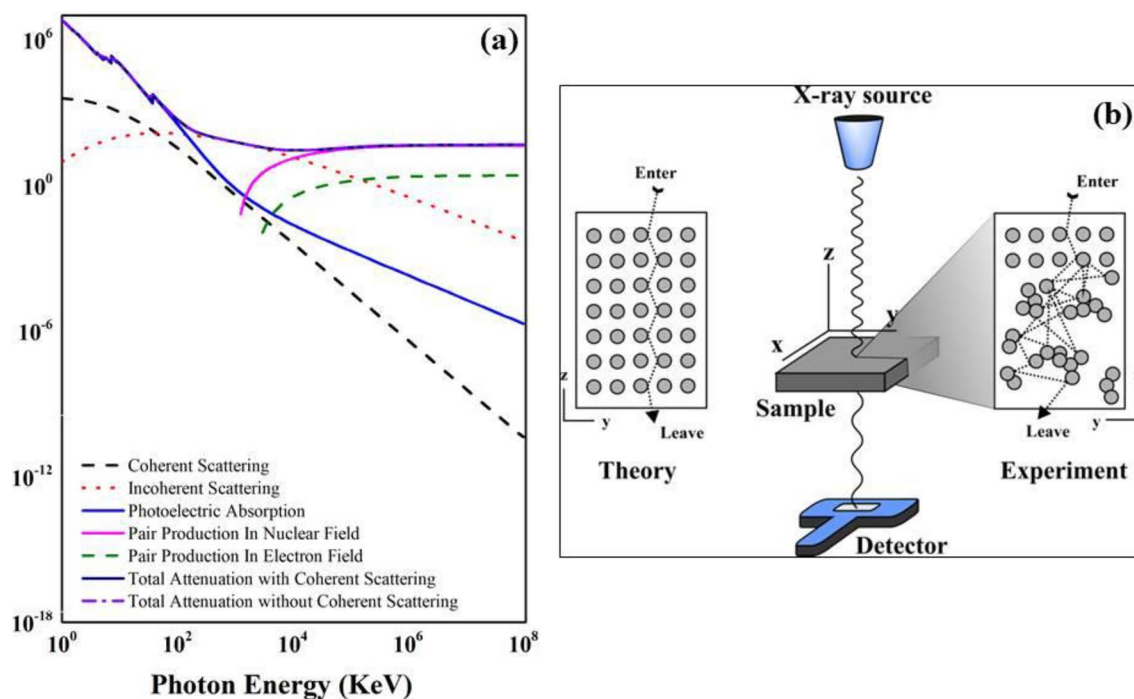 (a)
10^6
10^0
10^-6
10^-12
10^-18
Coherent Scattering
Incoherent Scattering
Photoelectric Absorption
Pair Production In Nuclear Field
Pair Production In Electron Field
Total Attenuation with Coherent Scattering
Total Attenuation without Coherent Scattering
10^0 10^2 10^4 10^6 10^8
Photon Energy (KeV)
(b)
X-ray source
Enter
z
y
Leave
Theory
z
y
x
Sample
Detector
Enter
Leave
y
Experiment